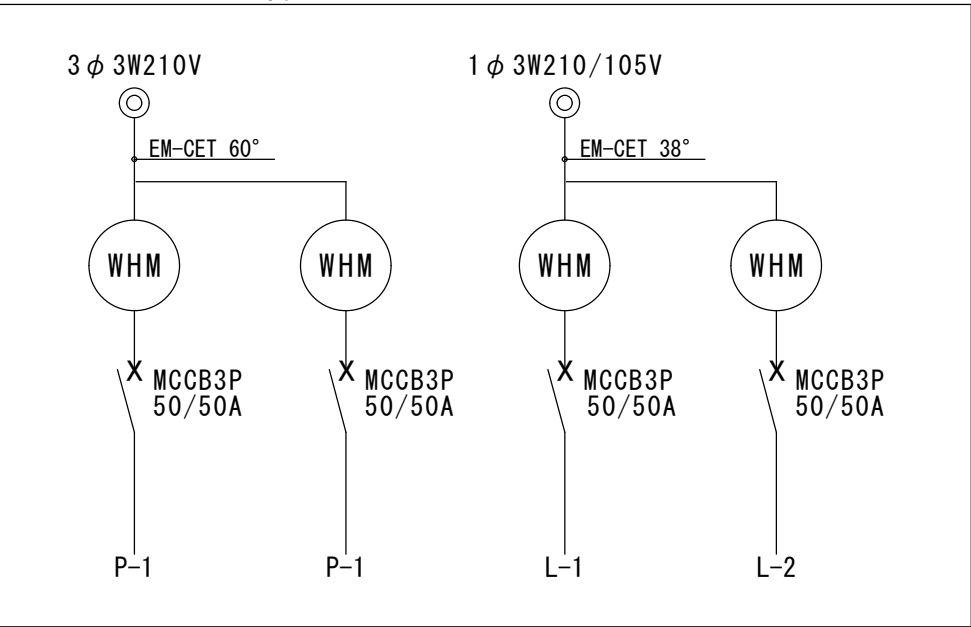 3φ3W210V
1φ3W210/105V
EM-CET 60°
EM-CET 38°
WHM
WHM
WHM
WHM
MCCB3P
50/50A
MCCB3P
50/50A
MCCB3P
50/50A
MCCB3P
50/50A
P-1
P-1
L-1
L-2